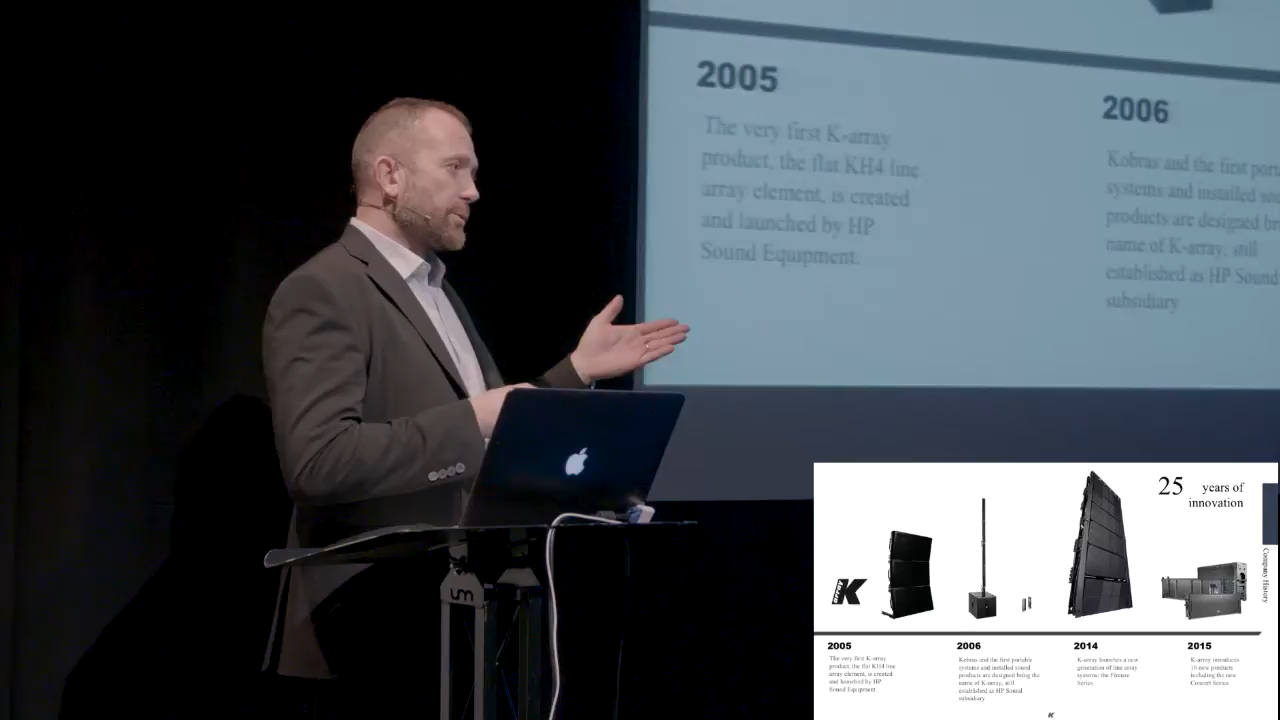 2005
The very first K-array
product, the flat KH4 line
array element, is created
and launched by HP
Sound Equipment.
2006
Kobras and the first
systems and installed
products are designed
name of K-array, still
established as HP Sound
subsidiary
um
25 years of
innovation
Company History
K
2005
The very first K-array
product, the flat KH4 line
array element, is created
and launched by HP
Sound Equipment
2006
Kobras and the first portable
systems and installed sound
products are designed bring the
name of K-array, still
established as HP Sound
subsidiary
2014
K-array launches a new
generation of line array
systems: the Firenze
Series
2015
K-array introduces
16 new products
including the new
Concert Series
K